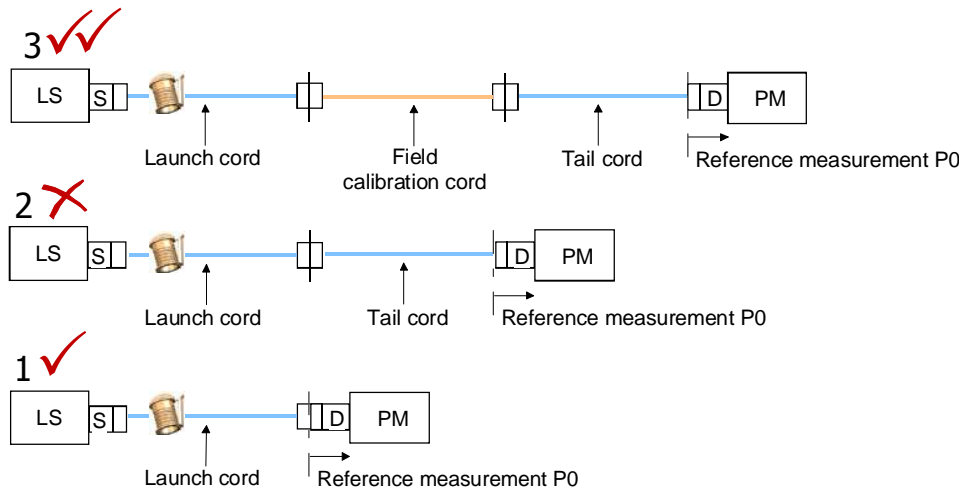 3
LS S D PM
Launch cord Field Tail cord Reference measurement P0
calibration cord
2
LS S D PM
Launch cord Tail cord Reference measurement P0
1
LS S D PM
Launch cord Reference measurement P0